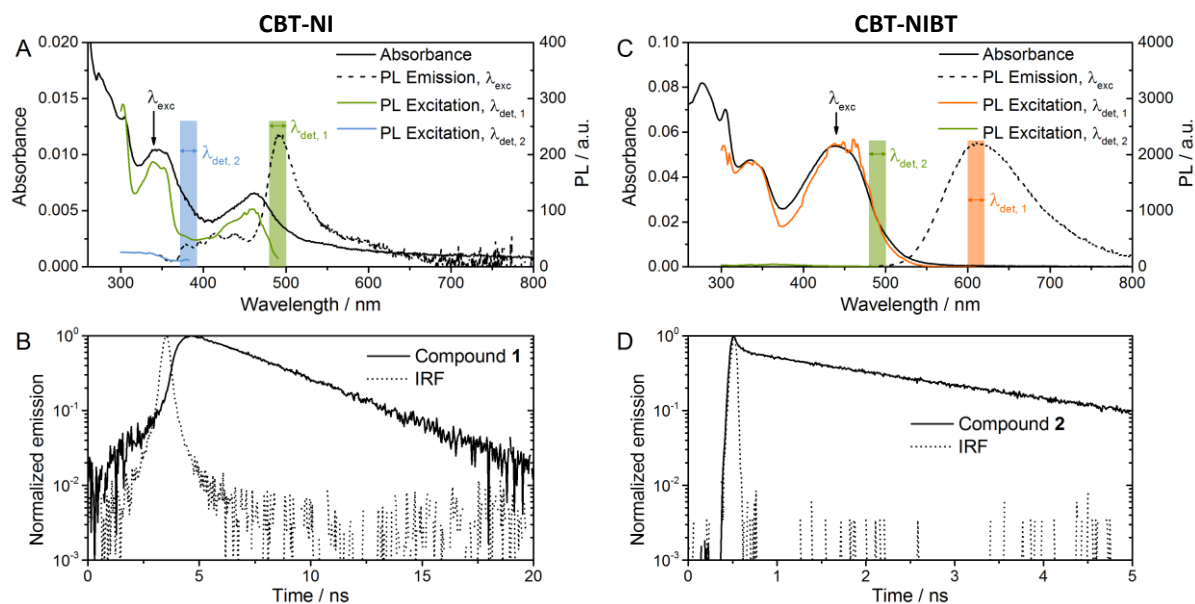 CBT-NI
CBT-NIBT
A
0.020
0.015
0.010
0.005
0.000
Absorbance
300 400 500 600 700 800
Wavelength / nm
400
300
200
100
0
PL / a.u.
Absorbance
PL Emission, λexc
PL Excitation, λdet, 1
PL Excitation, λdet, 2
λexc
λdet, 2
λdet, 1
C
0.10
0.08
0.06
0.04
0.02
0.00
Absorbance
300 400 500 600 700 800
Wavelength / nm
4000
3000
2000
1000
0
PL / a.u.
Absorbance
PL Emission, λexc
PL Excitation, λdet, 1
PL Excitation, λdet, 2
λexc
λdet, 2
λdet, 1
B
10⁰
10⁻¹
10⁻²
10⁻³
Normalized emission
0 5 10 15 20
Time / ns
Compound 1
IRF
D
10⁰
10⁻¹
10⁻²
10⁻³
Normalized emission
0 1 2 3 4 5
Time / ns
Compound 2
IRF